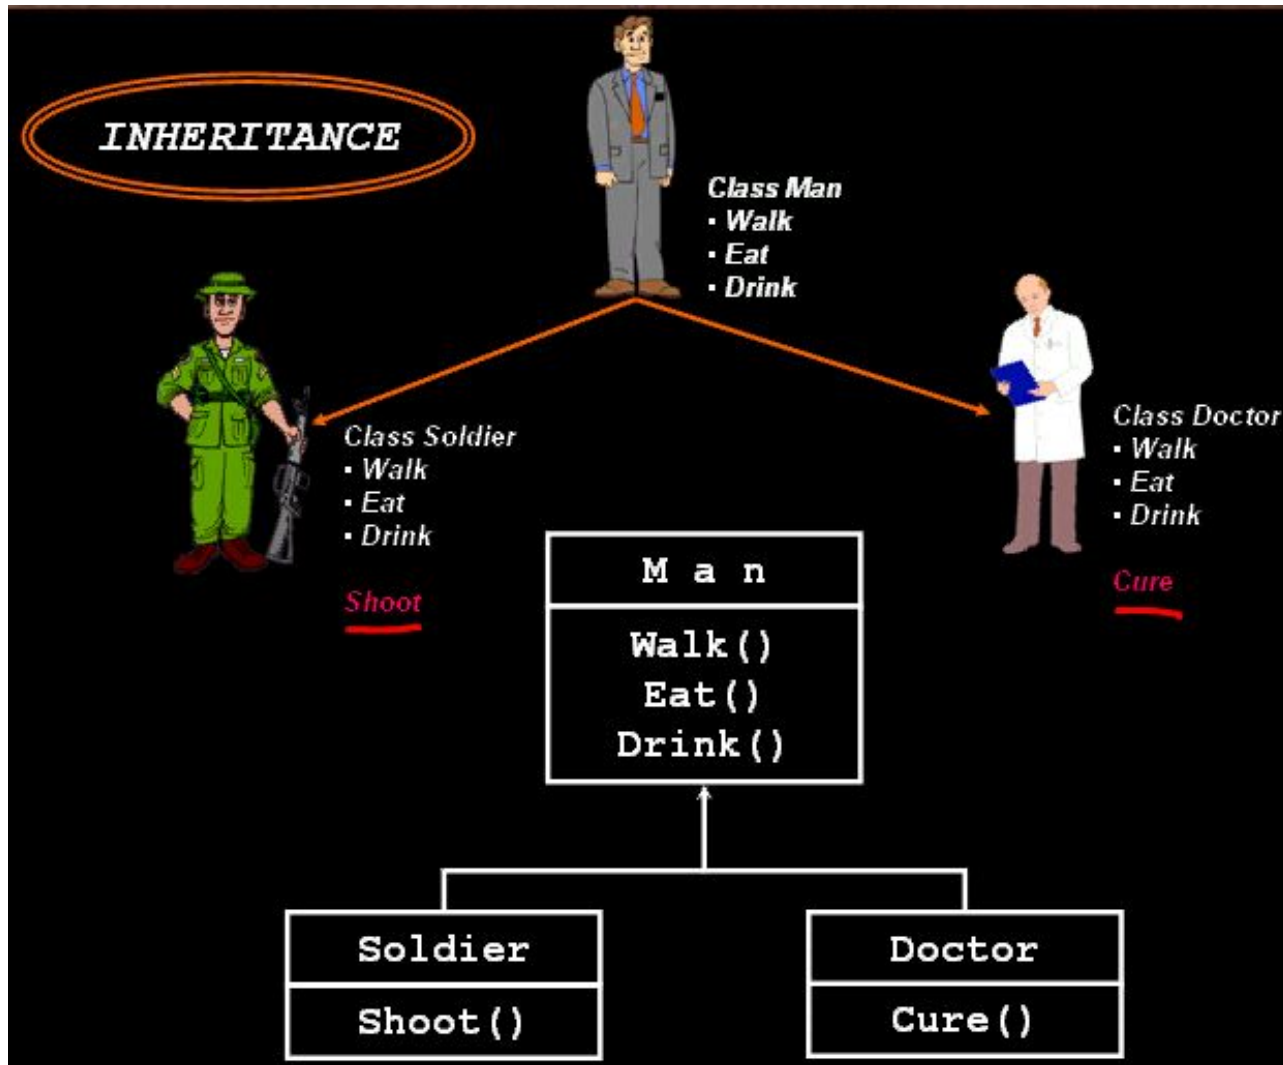 INHERITANCE
Class Man
▪ Walk
▪ Eat
▪ Drink
Class Soldier
▪ Walk
▪ Eat
▪ Drink
Shoot
Class Doctor
▪ Walk
▪ Eat
▪ Drink
Cure
M a n
Walk()
Eat()
Drink()
Soldier
Shoot()
Doctor
Cure()